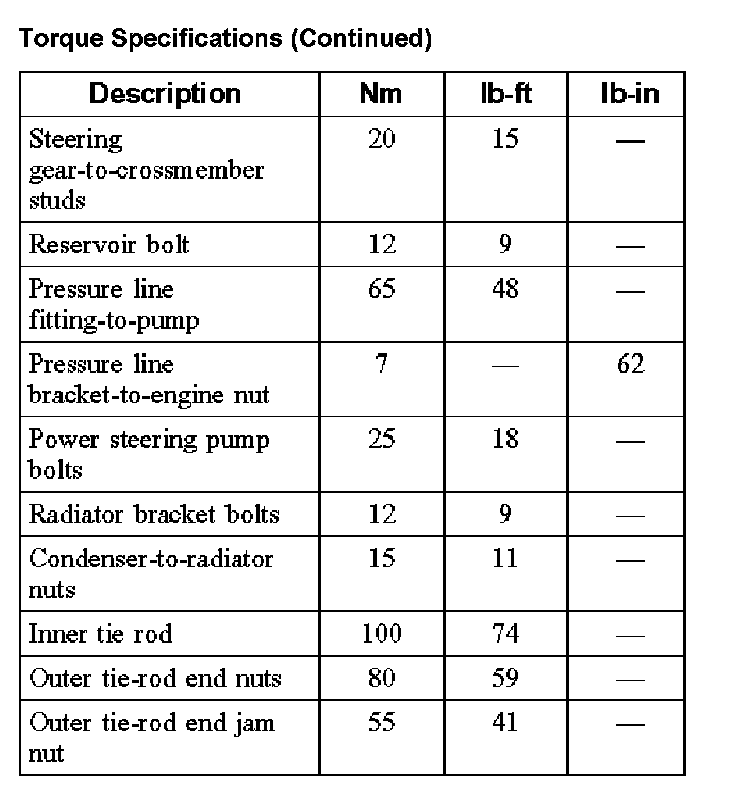 Torque Specifications (Continued)
Description Nm lb-ft lb-in
Steering 20 15 —
gear-to-crossmember
studs
Reservoir bolt 12 9 —
Pressure line 65 48 —
fitting-to-pump
Pressure line 7 — 62
bracket-to-engine nut
Power steering pump 25 18 —
bolts
Radiator bracket bolts 12 9 —
Condenser-to-radiator 15 11 —
nuts
Inner tie rod 100 74 —
Outer tie-rod end nuts 80 59 —
Outer tie-rod end jam 55 41 —
nut